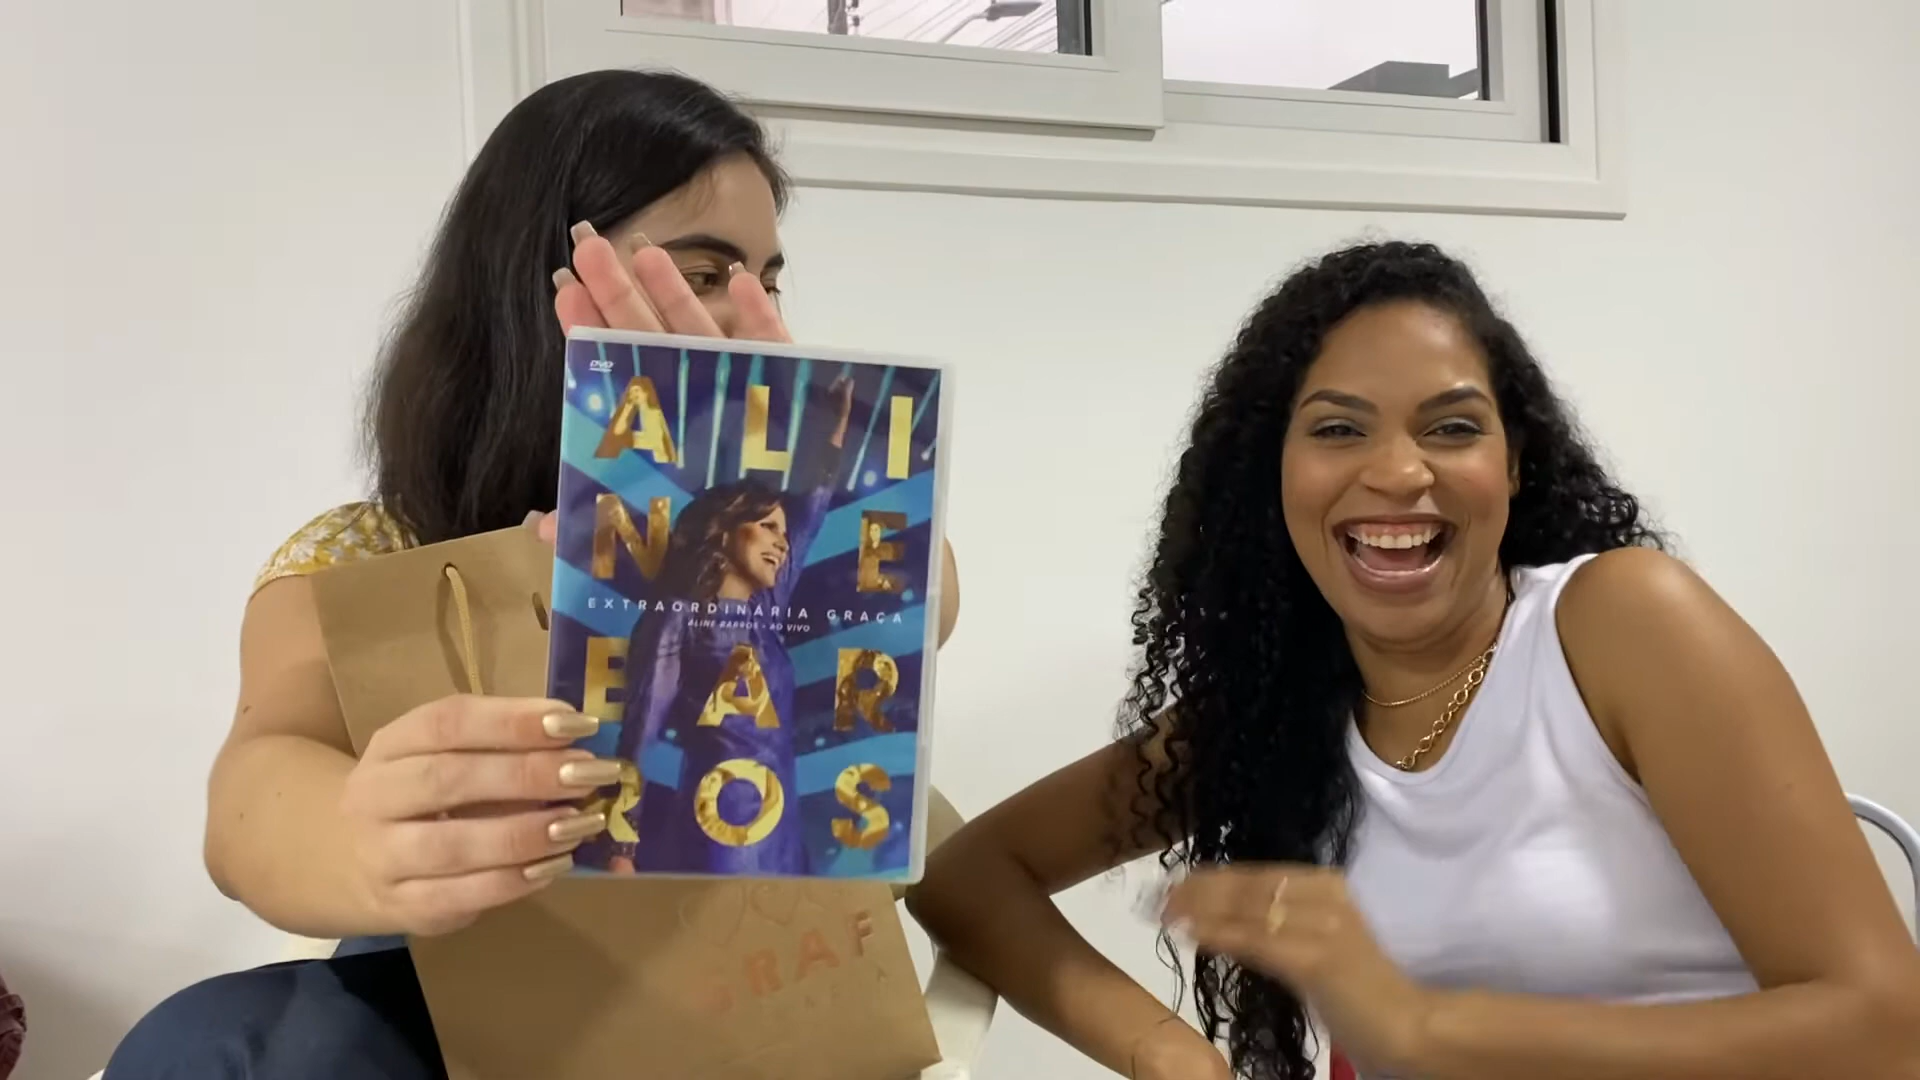 DVD
ALI
NE
EXTRAORDINÁRIA GRAÇA
ALINE BARROS - AO VIVO
BAR
ROS
GRAF